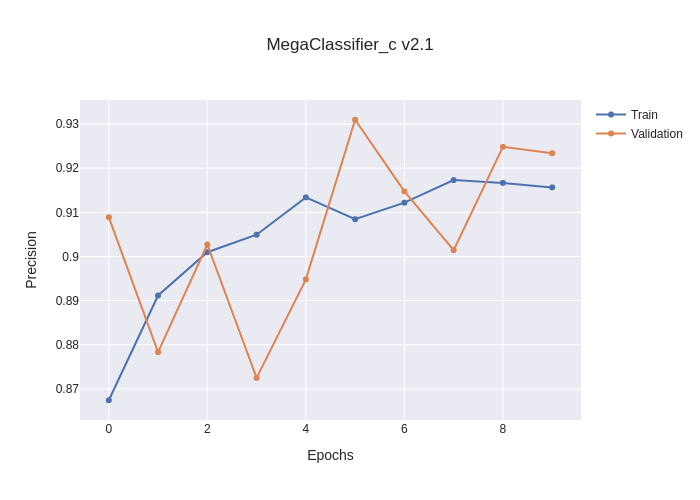 MegaClassifier_c v2.1
Train
Validation
0.93
0.92
0.91
0.9
0.89
0.88
0.87
Precision
0 2 4 6 8
Epochs